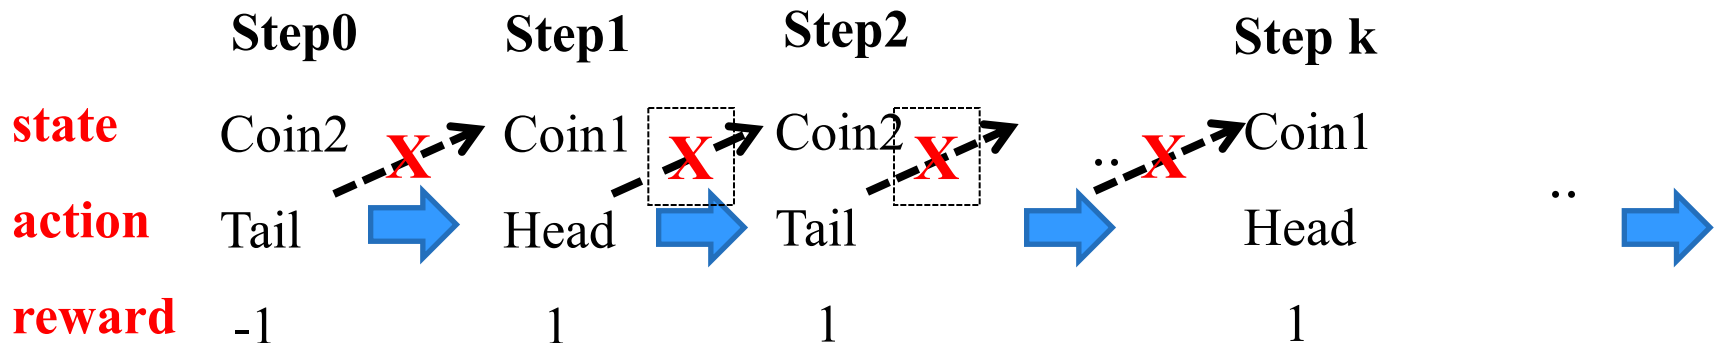 Step0 Step1 Step2 Step k
state Coin2 X Coin1 X Coin2 X .. X Coin1
action Tail Head Tail Head ..
reward -1 1 1 1